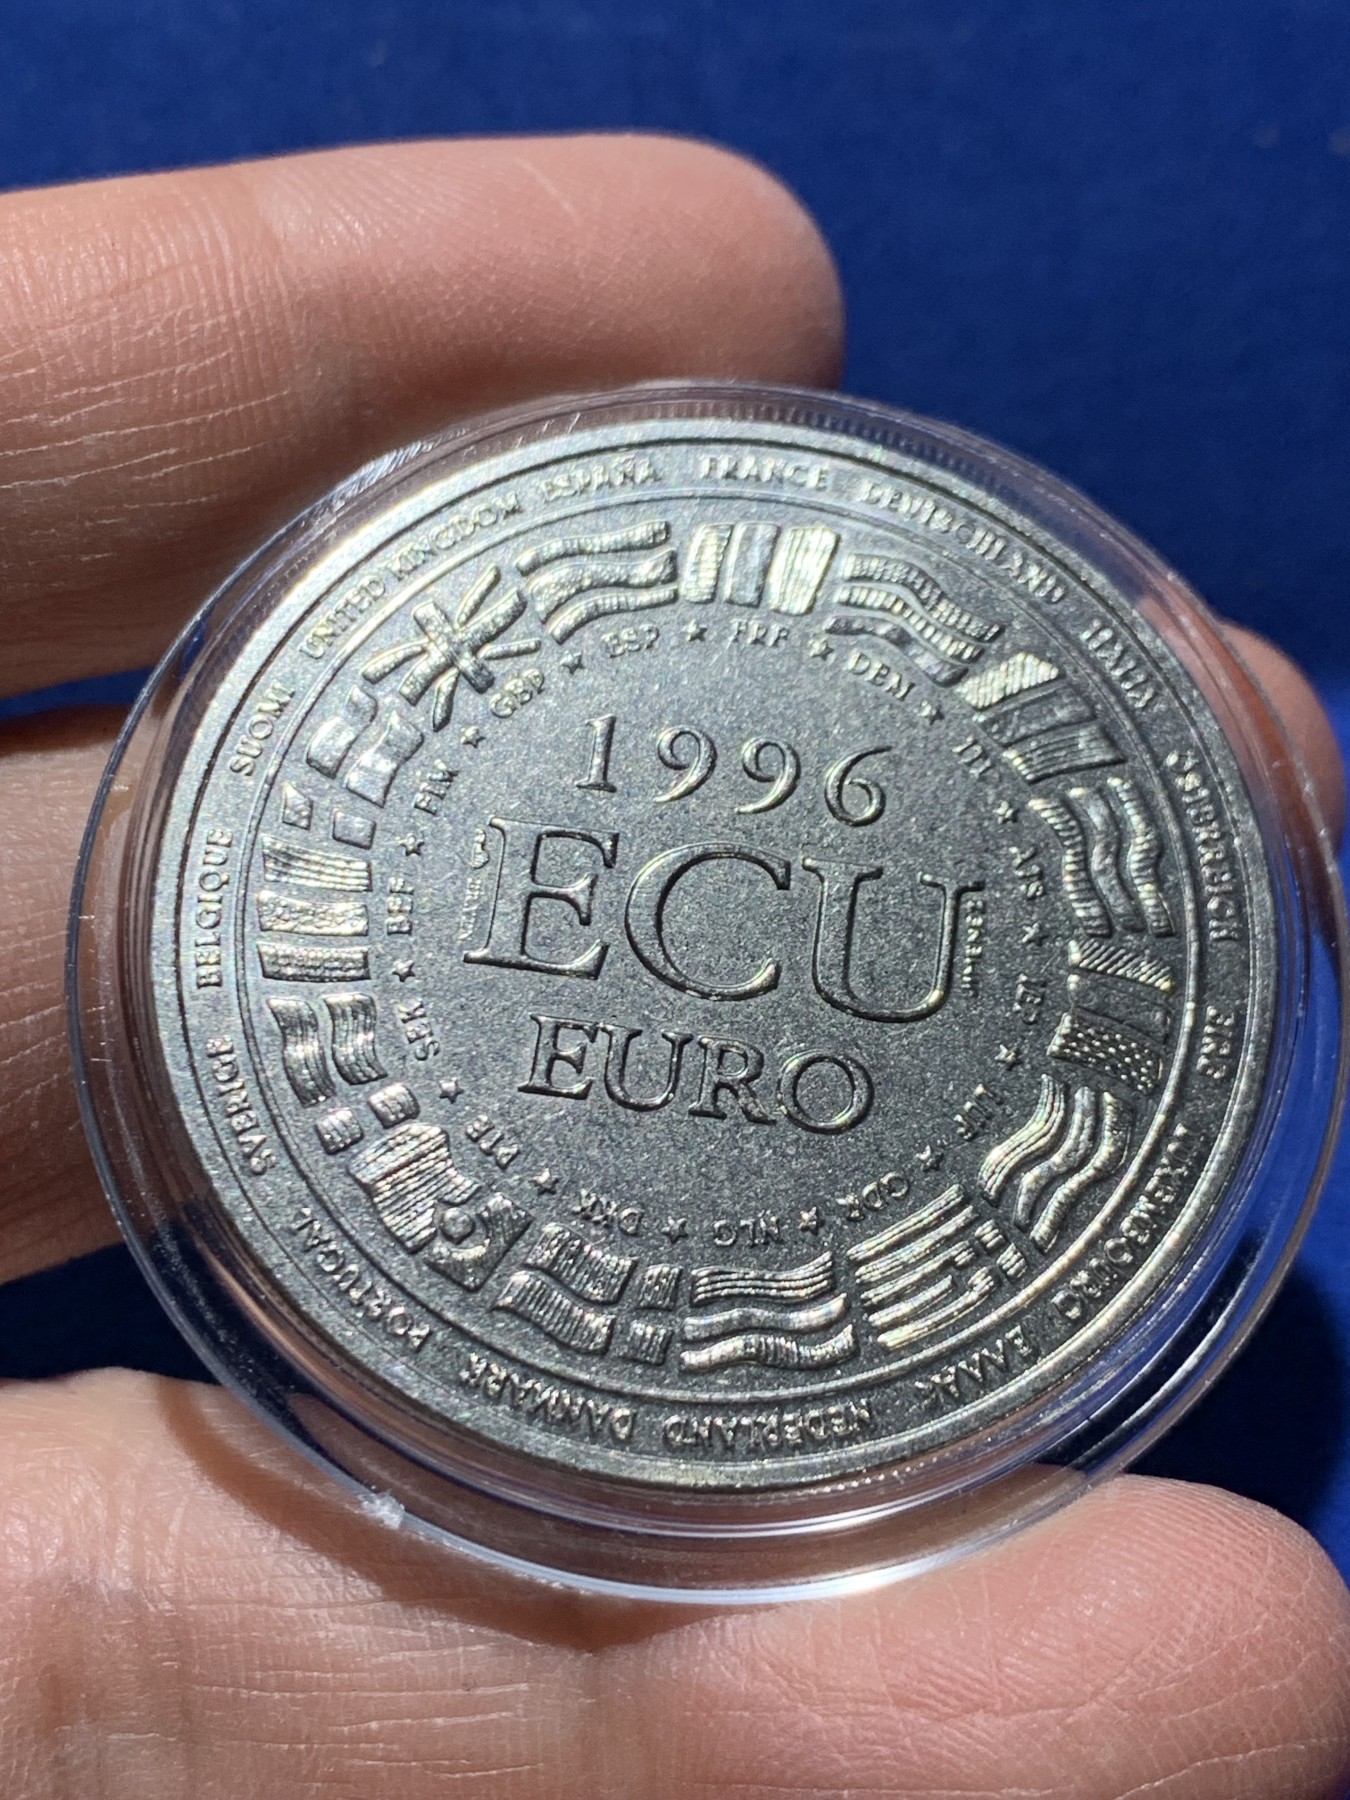 UNITED KINGDOM ESPAÑA FRANCE DEUTSCHLAND ITALIA ÖSTERREICH EIRE LUXEMBOURG ΕΛΛΑΣ NEDERLAND DANMARK PORTUGAL SVERIGE BELGIQUE SUOMI
GBP ★ ESP ★ FRF ★ DEM ★ ITL ★ ATS ★ IEP ★ LUF ★ GDR ★ NLG ★ DKK ★ PTE ★ SEK ★ BEF ★ FIM ★
1996
ECU
EURO